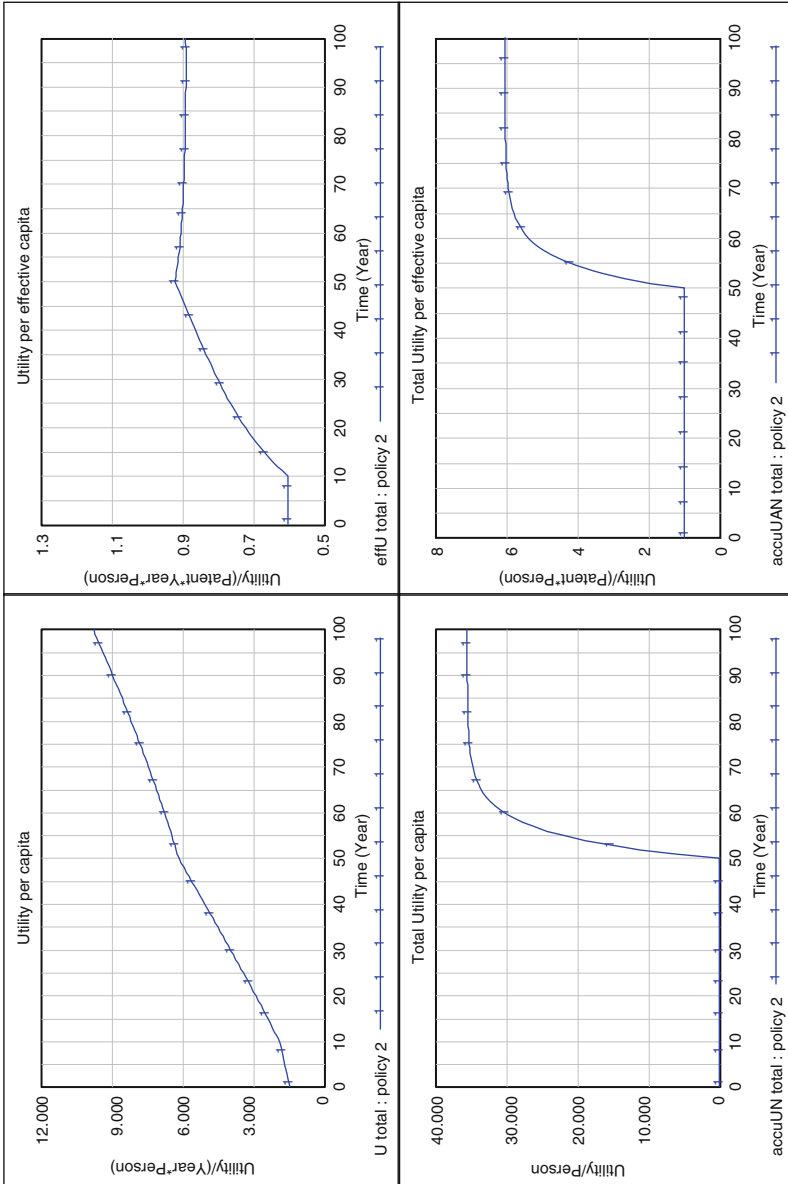 Utility per effective capita
Utility/(Patent*Year*Person)
1.3
1.1
0.9
0.7
0.5
0 10 20 30 40 50 60 70 80 90 100
Time (Year)
effU total : policy 2
Total Utility per effective capita
Utility/(Patent*Person)
8
6
4
2
0
0 10 20 30 40 50 60 70 80 90 100
Time (Year)
accuUAN total : policy 2
Utility per capita
Utility/(Year*Person)
12.000
9.000
6.000
3.000
0
0 10 20 30 40 50 60 70 80 90 100
Time (Year)
U total : policy 2
Total Utility per capita
Utility/Person
40.000
30.000
20.000
10.000
0
0 10 20 30 40 50 60 70 80 90 100
Time (Year)
accuUN total : policy 2